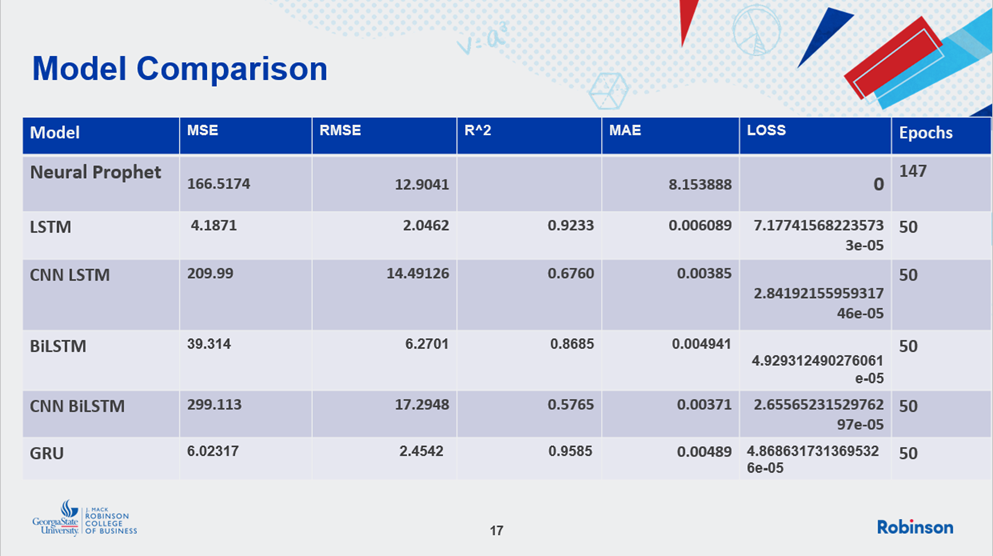 V=a³
Model Comparison
Model MSE RMSE R^2 MAE LOSS Epochs
Neural Prophet 166.5174 12.9041 8.153888 0 147
LSTM 4.1871 2.0462 0.9233 0.006089 7.17741568223573 50
3e-05
CNN LSTM 209.99 14.49126 0.6760 0.00385 50
2.84192155959317
46e-05
BiLSTM 39.314 6.2701 0.8685 0.004941 50
4.929312490276061
e-05
CNN BiLSTM 299.113 17.2948 0.5765 0.00371 2.65565231529762 50
97e-05
GRU 6.02317 2.4542 0.9585 0.00489 4.868631731369532 50
6e-05
GeorgiaState
University
J. MACK
ROBINSON
COLLEGE
OF BUSINESS
17
Robinson